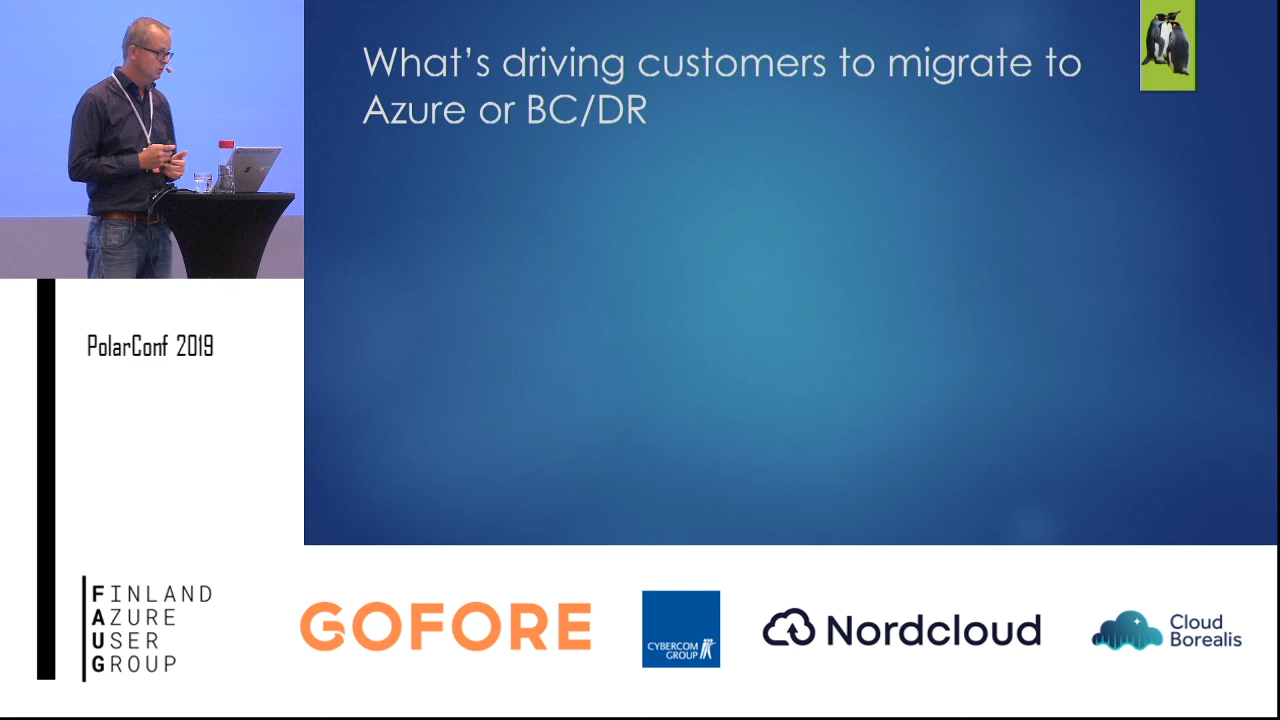 What's driving customers to migrate to
Azure or BC/DR
PolarConf 2019
FINLAND
AZURE
USER
GROUP
GOFORE
CYBERCOM
GROUP
Nordcloud
Cloud
Borealis